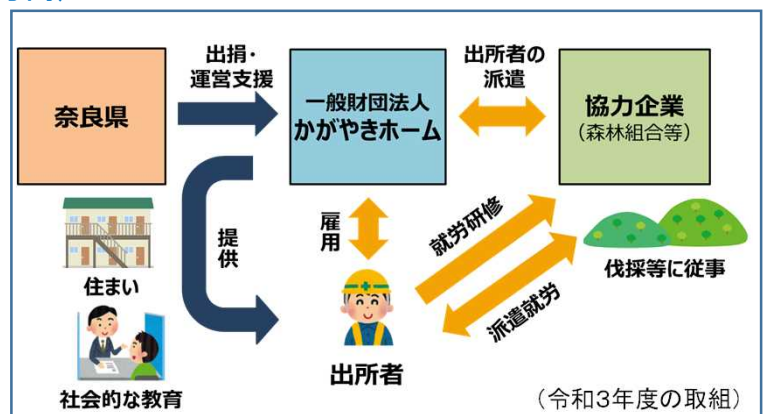 奈良県
出捐・
運営支援
一般財団法人
かがやきホーム
出所者の
派遣
協力企業
(森林組合等)
提供
雇用
就労研修
派遣就労
伐採等に従事
住まい
社会的な教育
出所者
(令和3年度の取組)